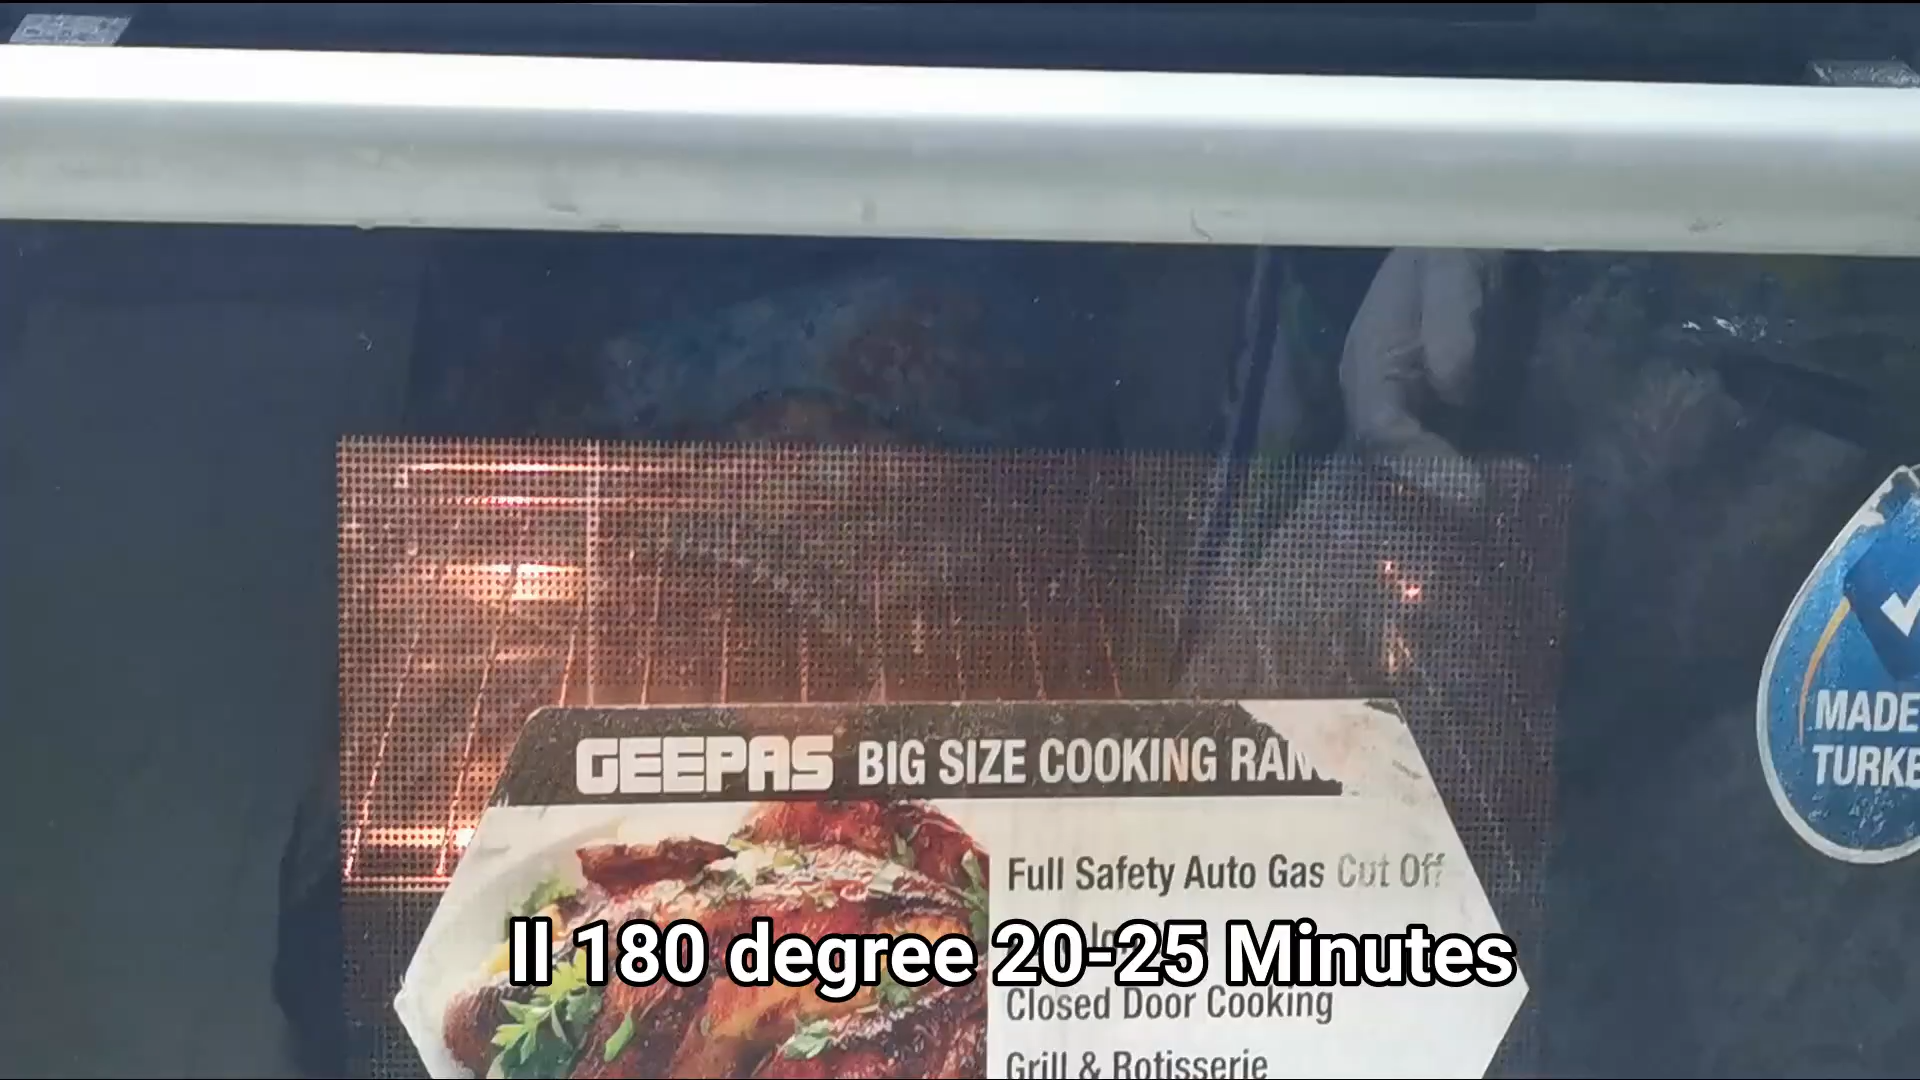 GEEPAS BIG SIZE COOKING RAN
MADE
TURKE
Full Safety Auto Gas Cut Off
ll 180 degree 20-25 Minutes
Closed Door Cooking
Grill & Rotisserie